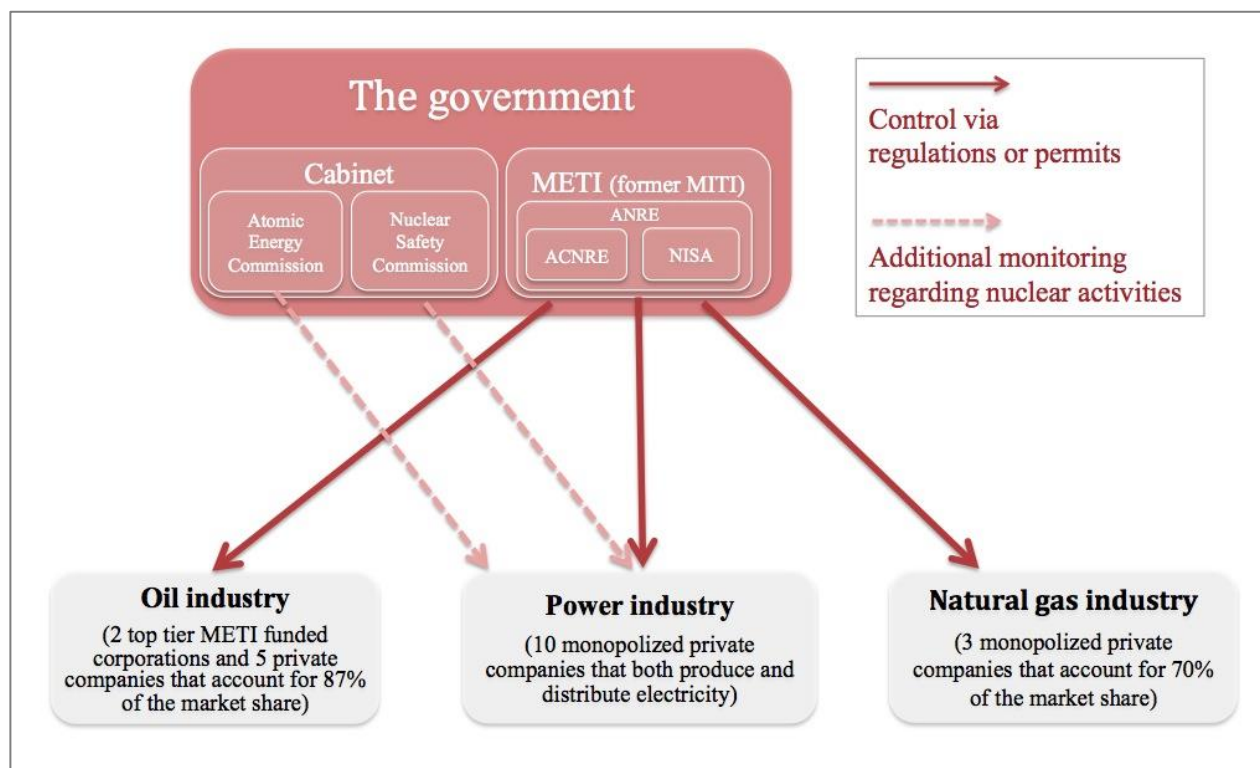 The government
Cabinet
Atomic
Energy
Commission
Nuclear
Safety
Commission
METI (former MITI)
ANRE
ACNRE
NISA
Control via
regulations or permits
Additional monitoring
regarding nuclear activities
Oil industry
(2 top tier METI funded
corporations and 5 private
companies that account for 87%
of the market share)
Power industry
(10 monopolized private
companies that both produce and
distribute electricity)
Natural gas industry
(3 monopolized private
companies that account for 70%
of the market share)